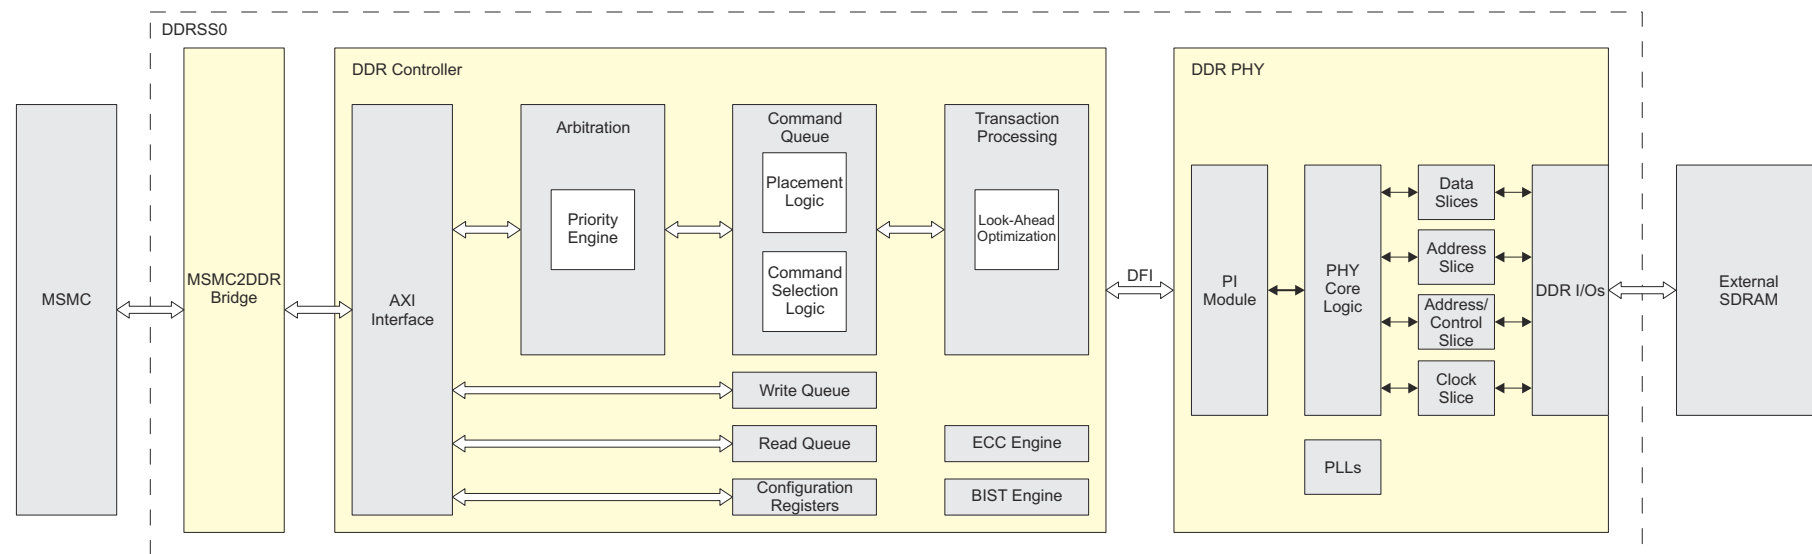 DDRSS0
DDR Controller
DDR PHY
MSMC
MSMC2DDR
Bridge
AXI
Interface
Arbitration
Priority
Engine
Command
Queue
Placement
Logic
Command
Selection
Logic
Transaction
Processing
Look-Ahead
Optimization
Write Queue
Read Queue
Configuration
Registers
ECC Engine
BIST Engine
DFI
PI
Module
PHY
Core
Logic
Data
Slices
Address
Slice
Address/
Control
Slice
Clock
Slice
PLLs
DDR I/Os
External
SDRAM